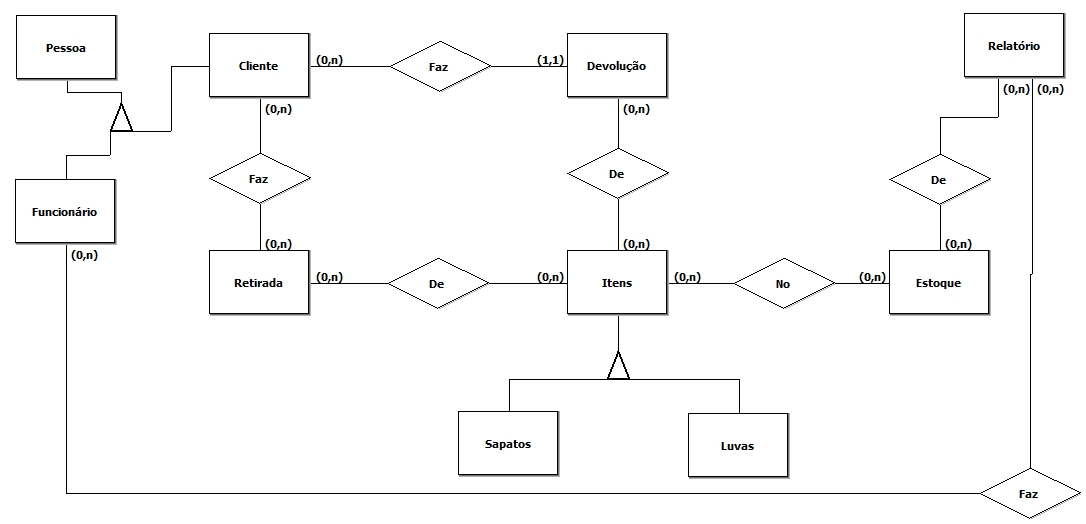 Pessoa
Cliente
(0,n)
Faz
(1,1)
Devolução
Relatório
(0,n)
(0,n)
(0,n)
(0,n)
Faz
De
De
Funcionário
(0,n)
(0,n)
(0,n)
(0,n)
Retirada
(0,n)
De
(0,n)
Itens
(0,n)
No
(0,n)
Estoque
Sapatos
Luvas
Faz